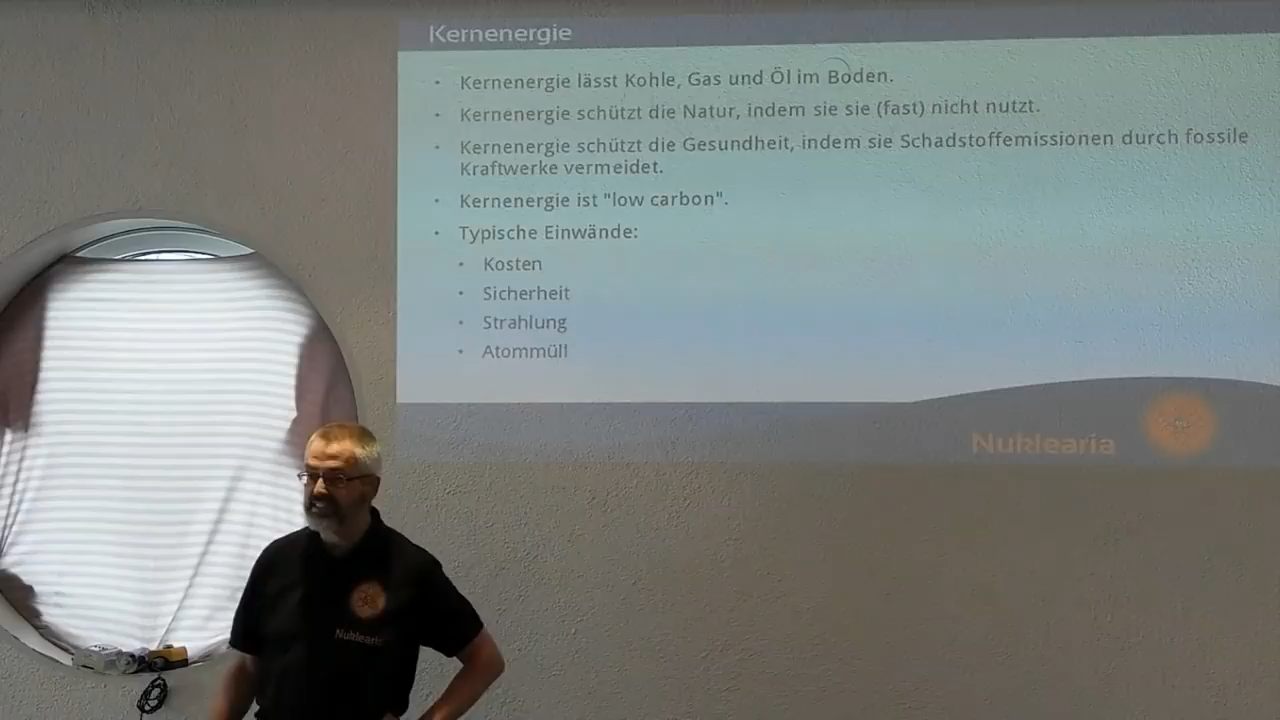 Kernenergie
• Kernenergie lässt Kohle, Gas und Öl im Boden.
• Kernenergie schützt die Natur, indem sie sie (fast) nicht nutzt.
• Kernenergie schützt die Gesundheit, indem sie Schadstoffemissionen durch fossile
Kraftwerke vermeidet.
• Kernenergie ist "low carbon".
• Typische Einwände:
• Kosten
• Sicherheit
• Strahlung
• Atommüll
Nuklearia
Nuklearia